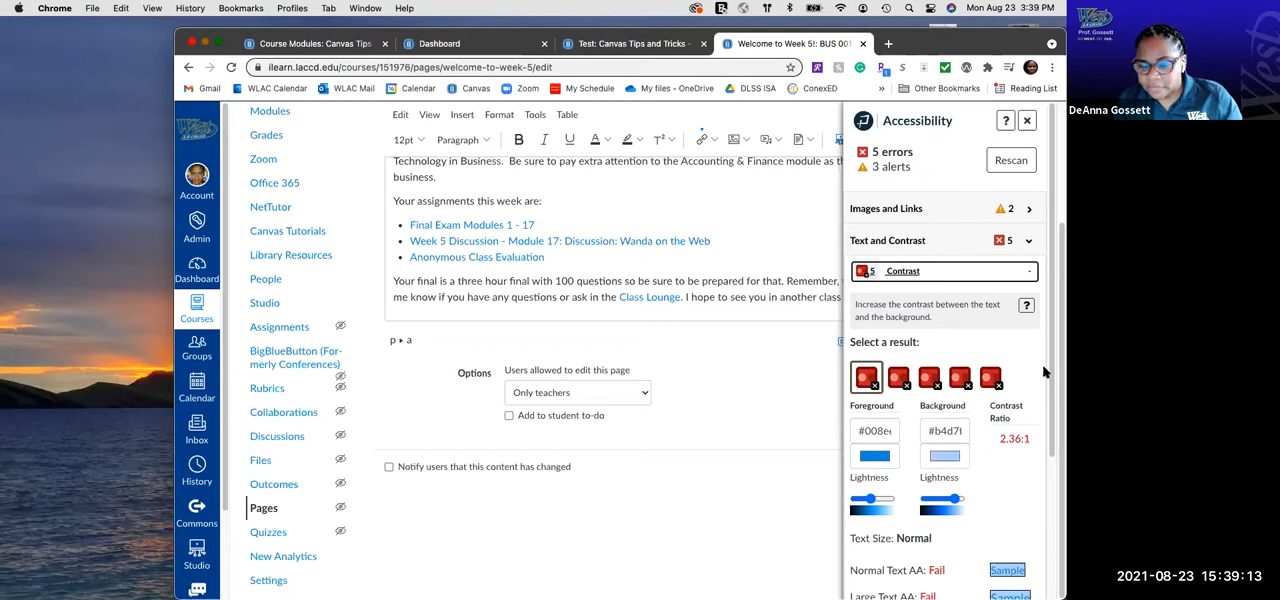 Chrome File Edit View History Bookmarks Profiles Tab Window Help Mon Aug 23 3:39 PM
Course Modules: Canvas Tips Dashboard Test: Canvas Tips and Tricks - Welcome to Week 5!: BUS 001
ilearn.laccd.edu/courses/151976/pages/welcome-to-week-5/edit
Gmail WLAC Calendar WLAC Mail Calendar Canvas Zoom My Schedule My files - OneDrive DLSS ISA ConexED » Other Bookmarks Reading List
West
Prof. Gossett
DeAnna Gossett
Account
Admin
Dashboard
Courses
Groups
Calendar
Inbox
History
Commons
Studio
Modules
Grades
Zoom
Office 365
NetTutor
Canvas Tutorials
Library Resources
People
Studio
Assignments
BigBlueButton (For-
merly Conferences)
Rubrics
Collaborations
Discussions
Files
Outcomes
Pages
Quizzes
New Analytics
Settings
Edit View Insert Format Tools Table
12pt Paragraph B I U A T²
Technology in Business. Be sure to pay extra attention to the Accounting & Finance module as th
business.
Your assignments this week are:
• Final Exam Modules 1 - 17
• Week 5 Discussion - Module 17: Discussion: Wanda on the Web
• Anonymous Class Evaluation
Your final is a three hour final with 100 questions so be sure to be prepared for that. Remember,
me know if you have any questions or ask in the Class Lounge. I hope to see you in another class
p ▸ a
Options
Users allowed to edit this page
Only teachers
Add to student to-do
Notify users that this content has changed
Accessibility ?
5 errors
3 alerts
Rescan
Images and Links 2
Text and Contrast 5
5 Contrast -
Increase the contrast between the text
and the background.
?
Select a result:
Foreground Background Contrast
Ratio
#008ee #b4d7f
2.36:1
Lightness Lightness
Text Size: Normal
Normal Text AA: Fail Sample
Large Text AA: Fail Sample
2021-08-23 15:39:13